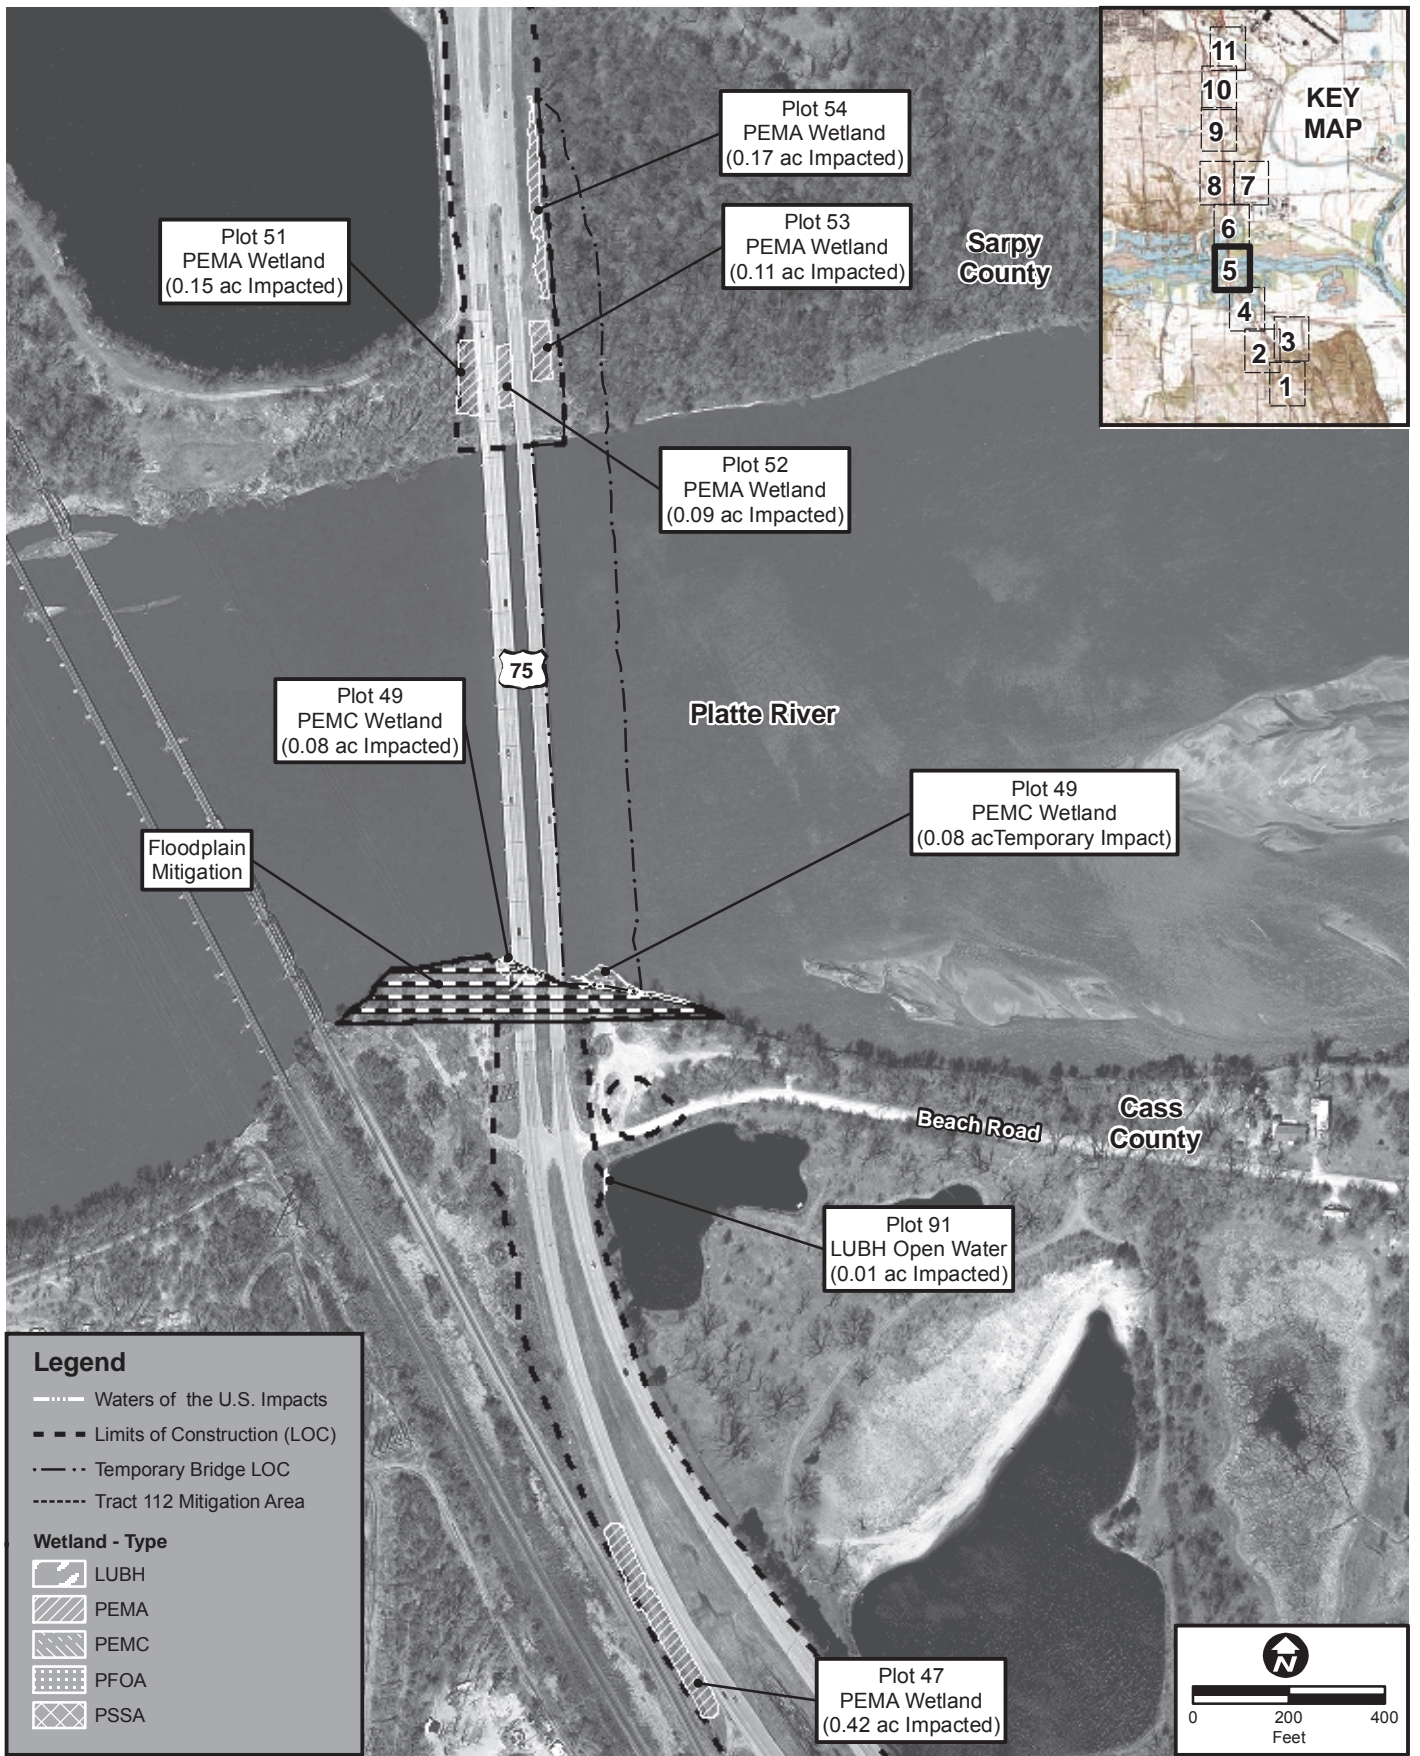 Plot 54
PEMA Wetland
(0.17 ac Impacted)
Plot 53
PEMA Wetland
(0.11 ac Impacted)
Plot 51
PEMA Wetland
(0.15 ac Impacted)
Sarpy
County
KEY
MAP
11
10
9
8
7
6
5
4
3
2
1
Plot 52
PEMA Wetland
(0.09 ac Impacted)
75
Plot 49
PEMC Wetland
(0.08 ac Impacted)
Platte River
Plot 49
PEMC Wetland
(0.08 acTemporary Impact)
Floodplain
Mitigation
Beach Road
Cass
County
Plot 91
LUBH Open Water
(0.01 ac Impacted)
Legend
Waters of the U.S. Impacts
Limits of Construction (LOC)
Temporary Bridge LOC
Tract 112 Mitigation Area
Wetland - Type
LUBH
PEMA
PEMC
PFOA
PSSA
Plot 47
PEMA Wetland
(0.42 ac Impacted)
N
0 200 400
Feet